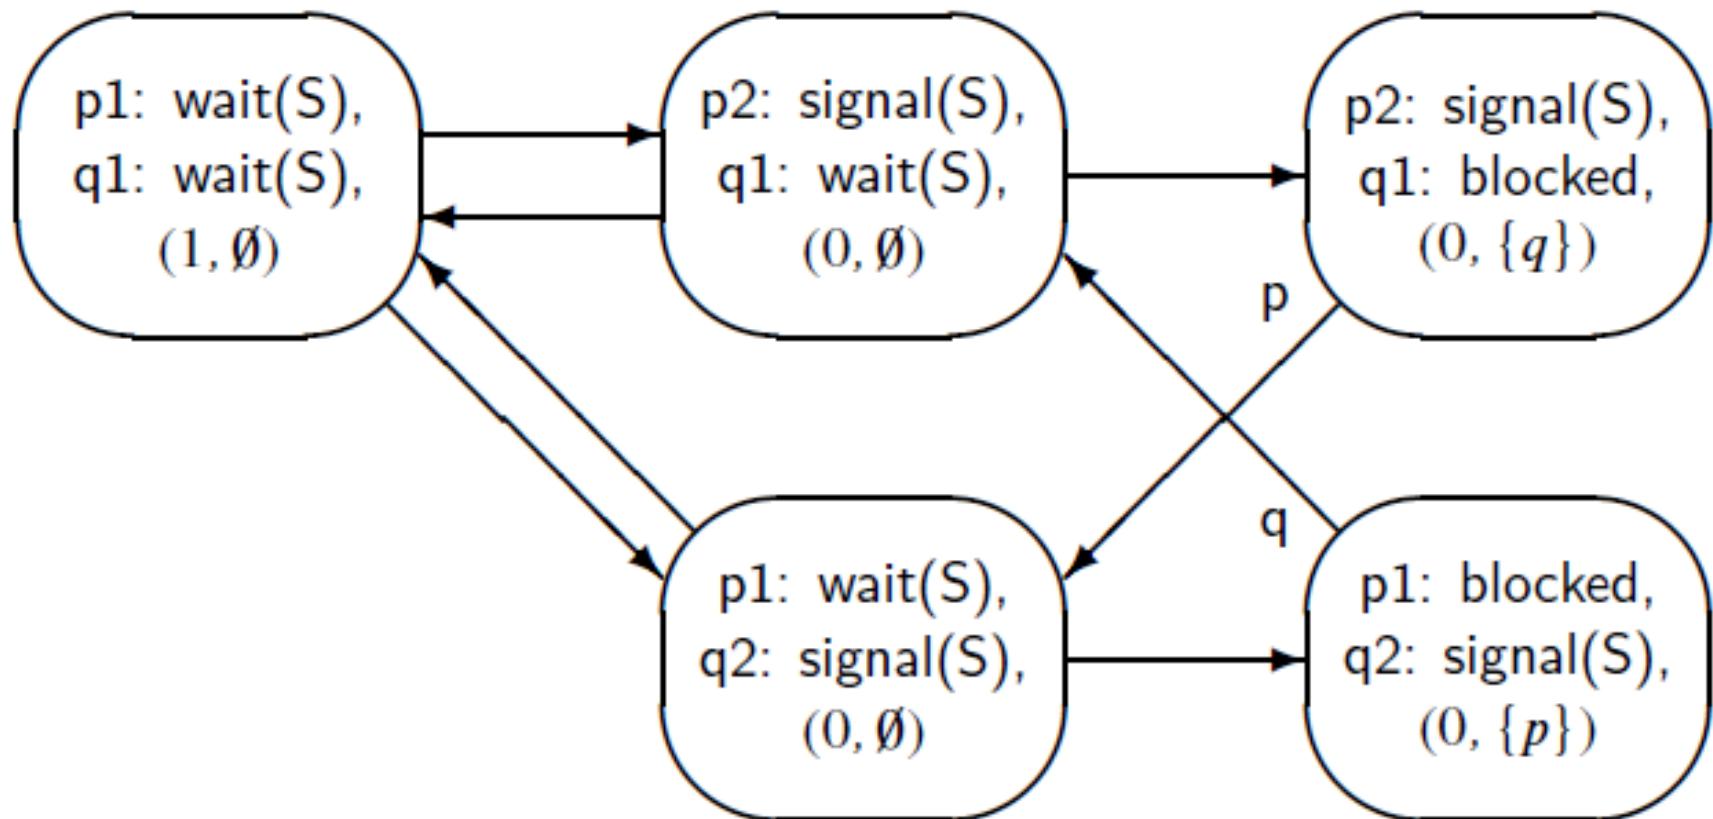 p1: wait(S),
q1: wait(S),
(1, Ø)
p2: signal(S),
q1: wait(S),
(0, Ø)
p2: signal(S),
q1: blocked,
(0, {q})
p
q
p1: wait(S),
q2: signal(S),
(0, Ø)
p1: blocked,
q2: signal(S),
(0, {p})